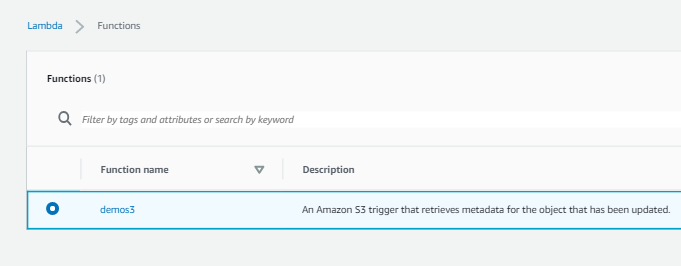 Lambda > Functions
Functions (1)
Filter by tags and attributes or search by keyword
Function name Description
demos3 An Amazon S3 trigger that retrieves metadata for the object that has been updated.